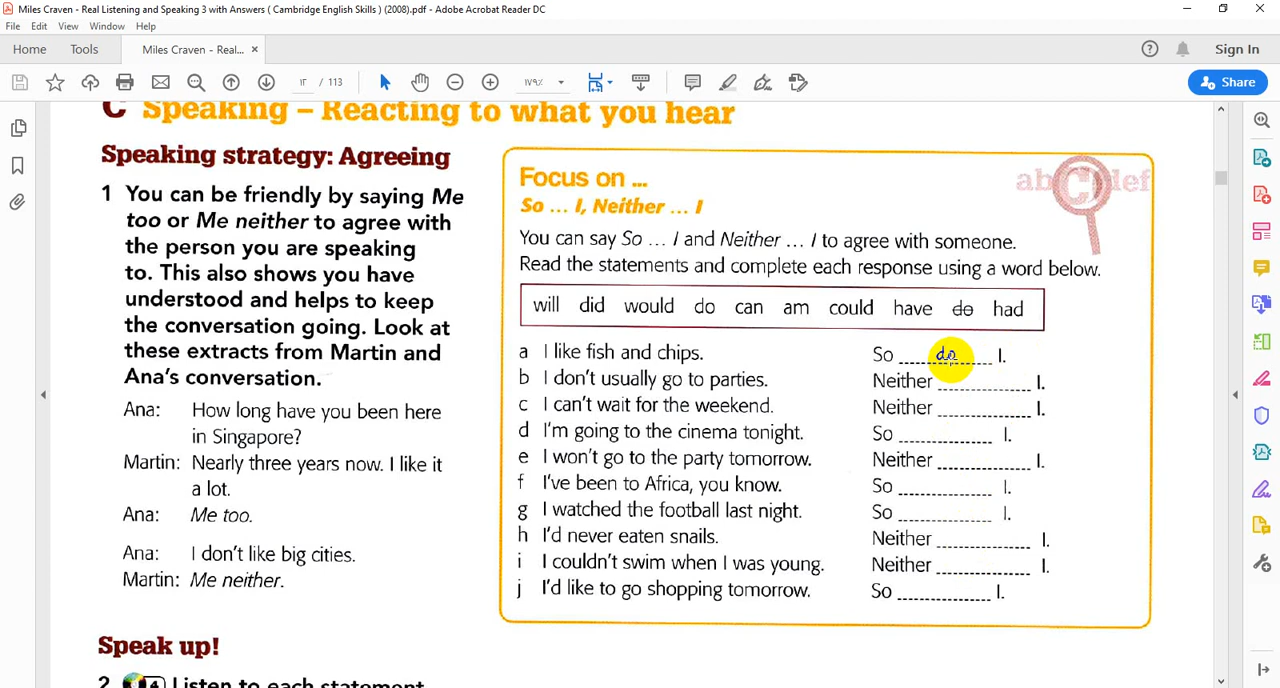 Miles Craven - Real Listening and Speaking 3 with Answers ( Cambridge English Skills ) (2008).pdf - Adobe Acrobat Reader DC
File Edit View Window Help
Home Tools Miles Craven - Real... × Sign In
۱۲ / 113 ۱۷۹٪ Share
C Speaking – Reacting to what you hear
Speaking strategy: Agreeing
1 You can be friendly by saying Me
too or Me neither to agree with
the person you are speaking
to. This also shows you have
understood and helps to keep
the conversation going. Look at
these extracts from Martin and
Ana's conversation.
Ana: How long have you been here
in Singapore?
Martin: Nearly three years now. I like it
a lot.
Ana: Me too.
Ana: I don't like big cities.
Martin: Me neither.
Speak up!
2 4 Listen to each statement
abCdef
Focus on ...
So ... I, Neither ... I
You can say So ... I and Neither ... I to agree with someone.
Read the statements and complete each response using a word below.
will did would do can am could have do had
a I like fish and chips. So do I.
b I don't usually go to parties. Neither I.
c I can't wait for the weekend. Neither I.
d I'm going to the cinema tonight. So I.
e I won't go to the party tomorrow. Neither I.
f I've been to Africa, you know. So I.
g I watched the football last night. So I.
h I'd never eaten snails. Neither I.
i I couldn't swim when I was young. Neither I.
j I'd like to go shopping tomorrow. So I.